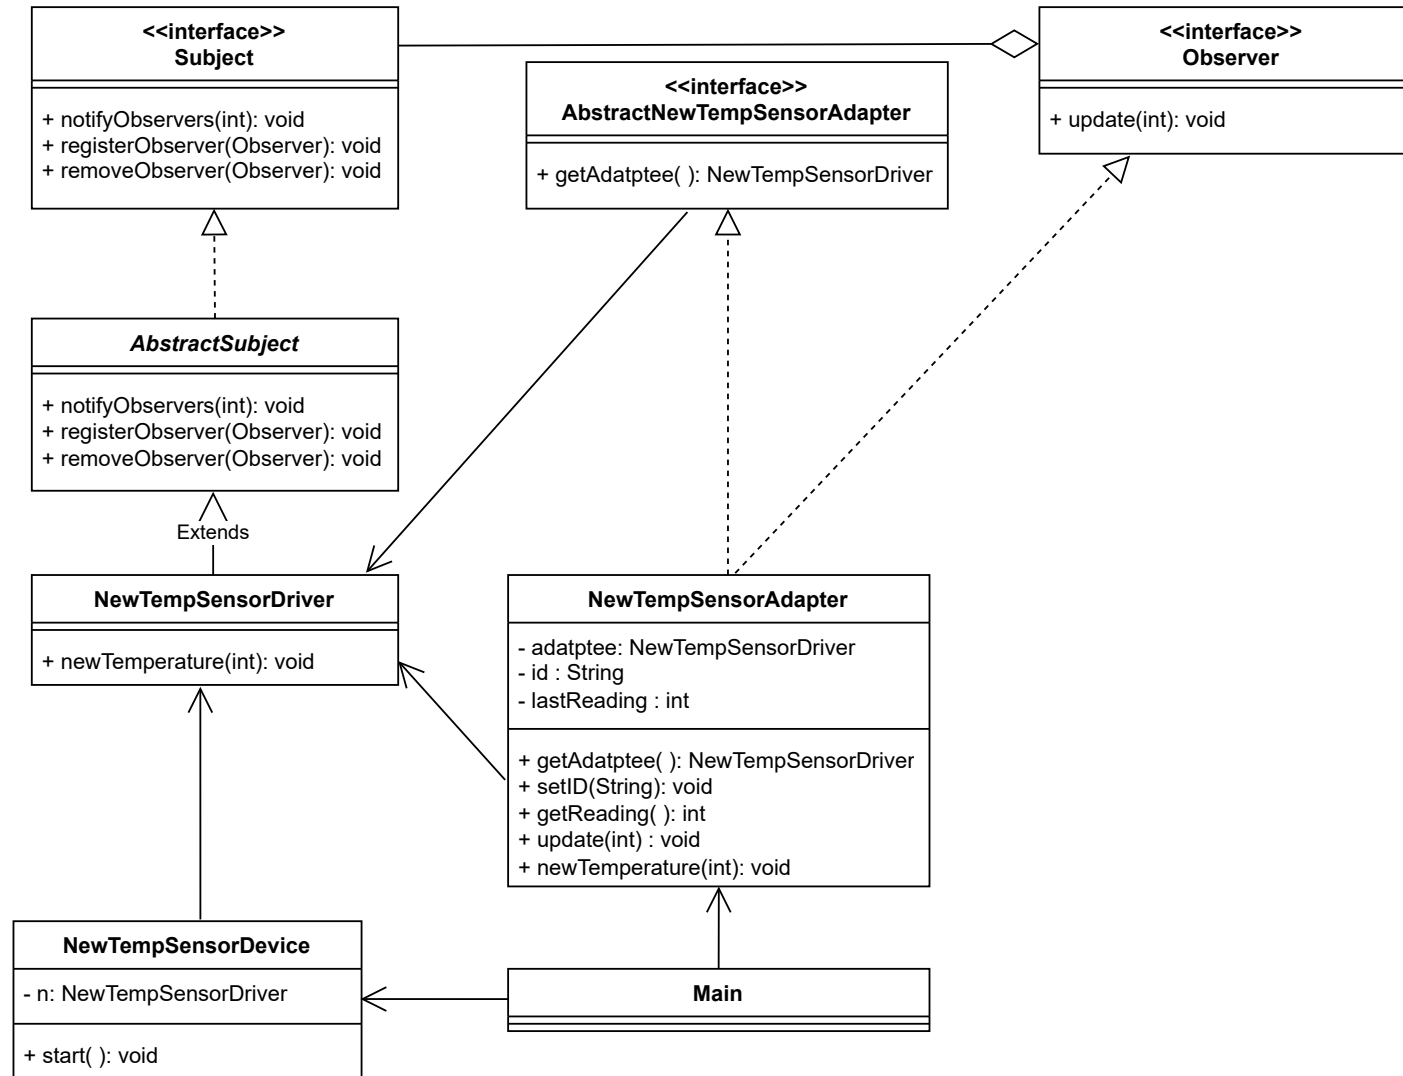 <<interface>>
Subject
+ notifyObservers(int): void
+ registerObserver(Observer): void
+ removeObserver(Observer): void
<<interface>>
AbstractNewTempSensorAdapter
+ getAdatptee( ): NewTempSensorDriver
<<interface>>
Observer
+ update(int): void
AbstractSubject
+ notifyObservers(int): void
+ registerObserver(Observer): void
+ removeObserver(Observer): void
Extends
NewTempSensorDriver
+ newTemperature(int): void
NewTempSensorAdapter
- adatptee: NewTempSensorDriver
- id : String
- lastReading : int
+ getAdatptee( ): NewTempSensorDriver
+ setID(String): void
+ getReading( ): int
+ update(int) : void
+ newTemperature(int): void
NewTempSensorDevice
- n: NewTempSensorDriver
+ start( ): void
Main